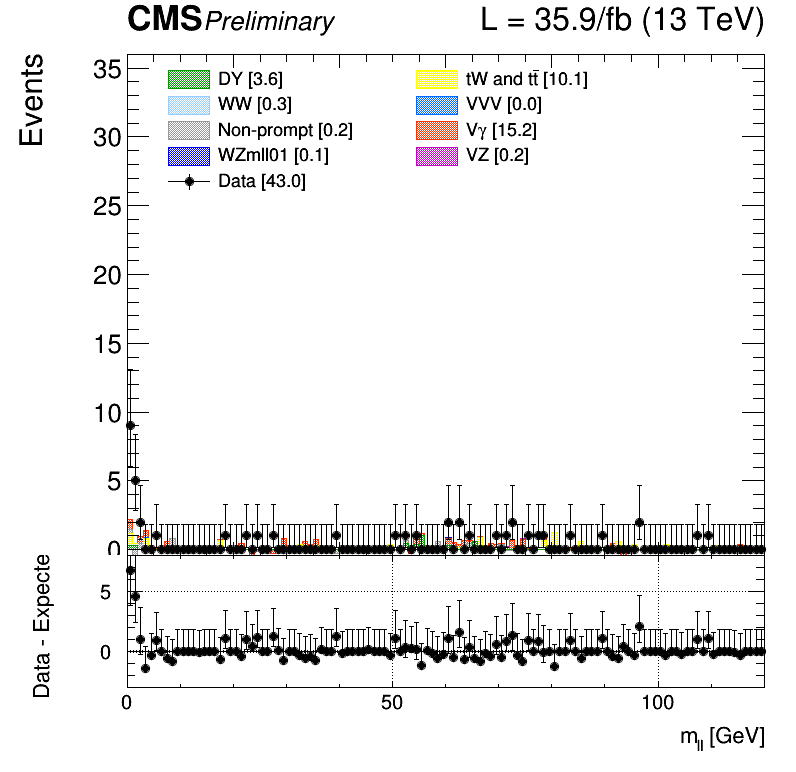 CMS Preliminary L = 35.9/fb (13 TeV)
Events
35
30
25
20
15
10
5
0
DY [3.6]
WW [0.3]
Non-prompt [0.2]
WZmll01 [0.1]
Data [43.0]
tW and tt̄ [10.1]
VVV [0.0]
Vγ [15.2]
VZ [0.2]
Data - Expecte
5
0
0 50 100
m_ll [GeV]